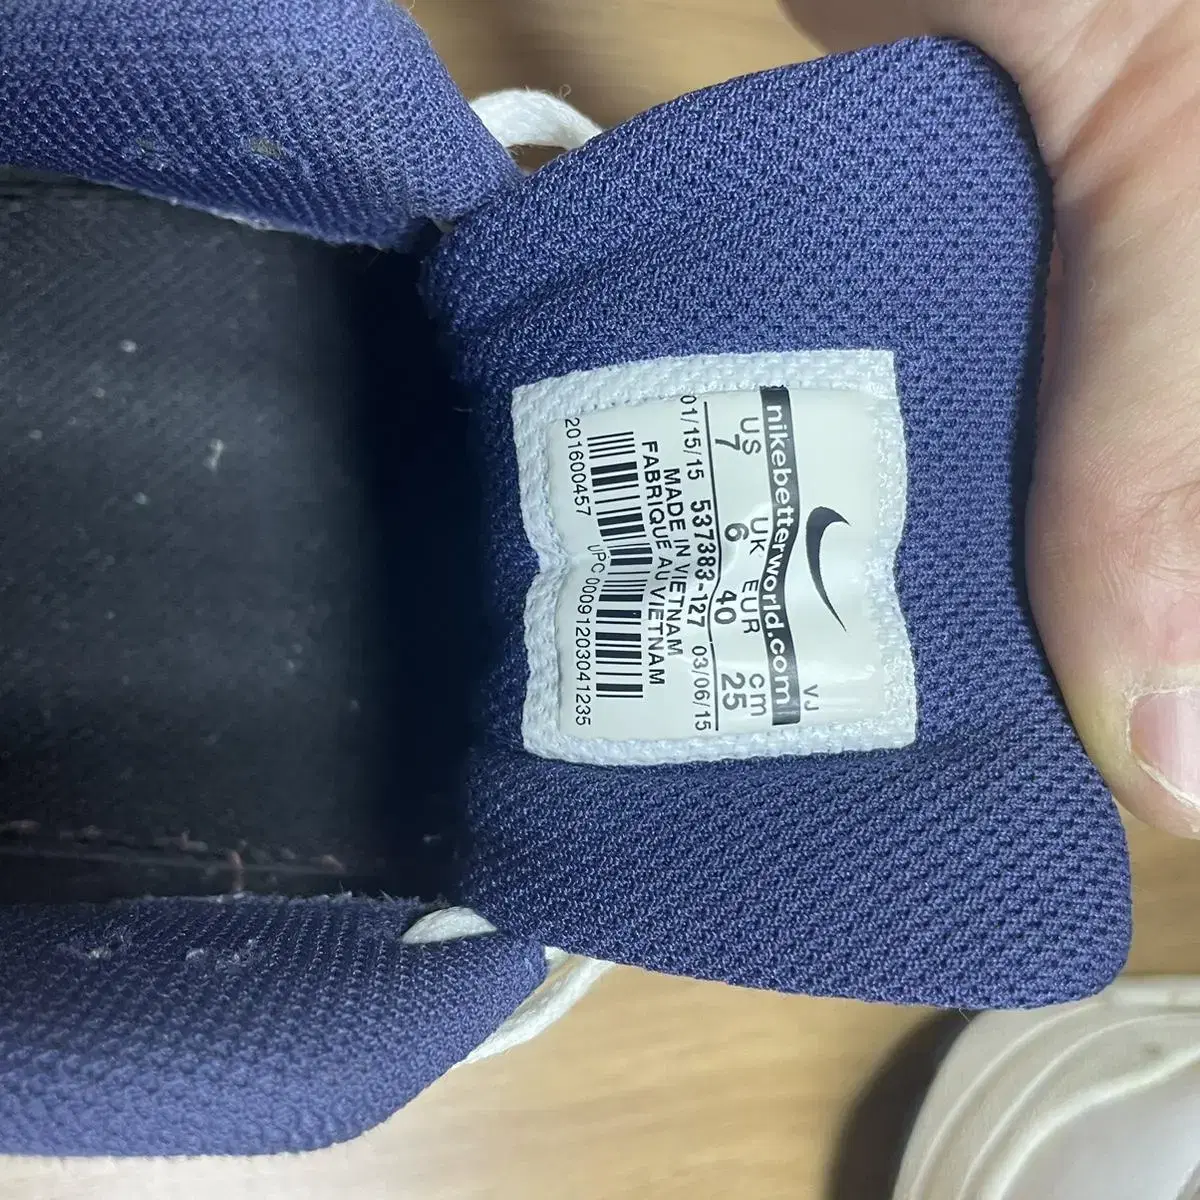 VJ
nikebetterworld.com
US UK EUR cm
7 6 40 25
01/15/15 537383-127 03/06/15
MADE IN VIETNAM
FABRIQUÉ AU VIETNAM
201600457 UPC 00091203041235